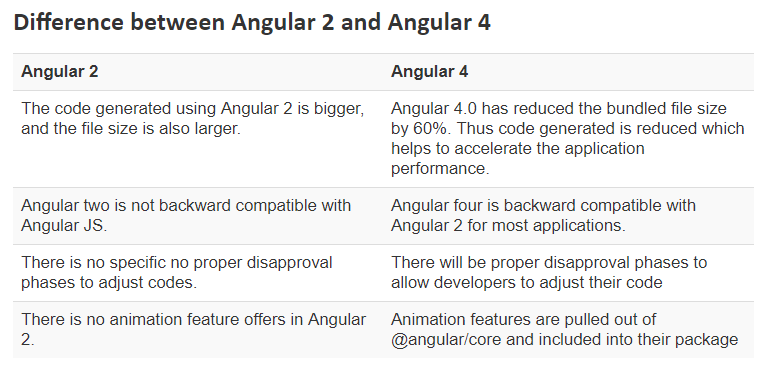 Difference between Angular 2 and Angular 4
Angular 2
Angular 4
The code generated using Angular 2 is bigger,
and the file size is also larger.
Angular 4.0 has reduced the bundled file size
by 60%. Thus code generated is reduced which
helps to accelerate the application
performance.
Angular two is not backward compatible with
Angular JS.
Angular four is backward compatible with
Angular 2 for most applications.
There is no specific no proper disapproval
phases to adjust codes.
There will be proper disapproval phases to
allow developers to adjust their code
There is no animation feature offers in Angular
2.
Animation features are pulled out of
@angular/core and included into their package